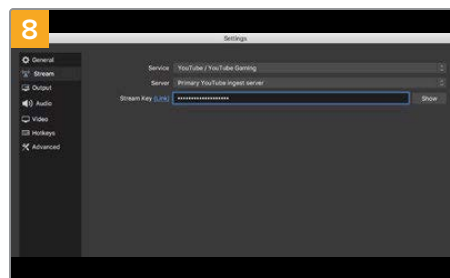 8
Settings
General
Stream
Output
Audio
Video
Hotkeys
Advanced
Service YouTube / YouTube Gaming
Server Primary YouTube ingest server
Stream Key (Link) •••••••••••••••••••• Show